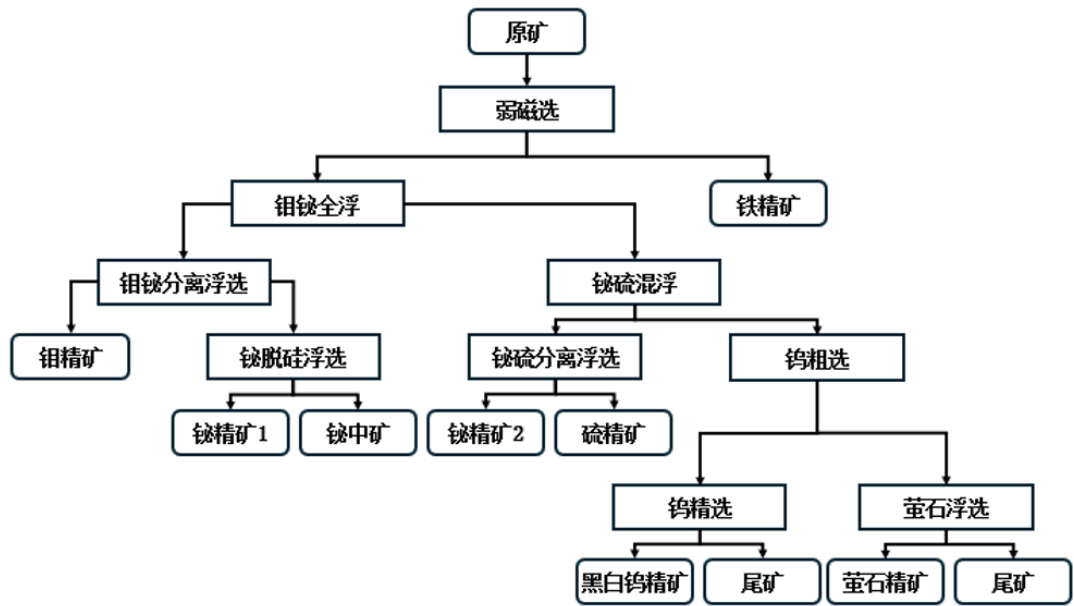 原矿
弱磁选
钼铋全浮
铁精矿
钼铋分离浮选
铋硫混浮
钼精矿
铋脱硅浮选
铋硫分离浮选
钨粗选
铋精矿1
铋中矿
铋精矿2
硫精矿
钨精选
萤石浮选
黑白钨精矿
尾矿
萤石精矿
尾矿